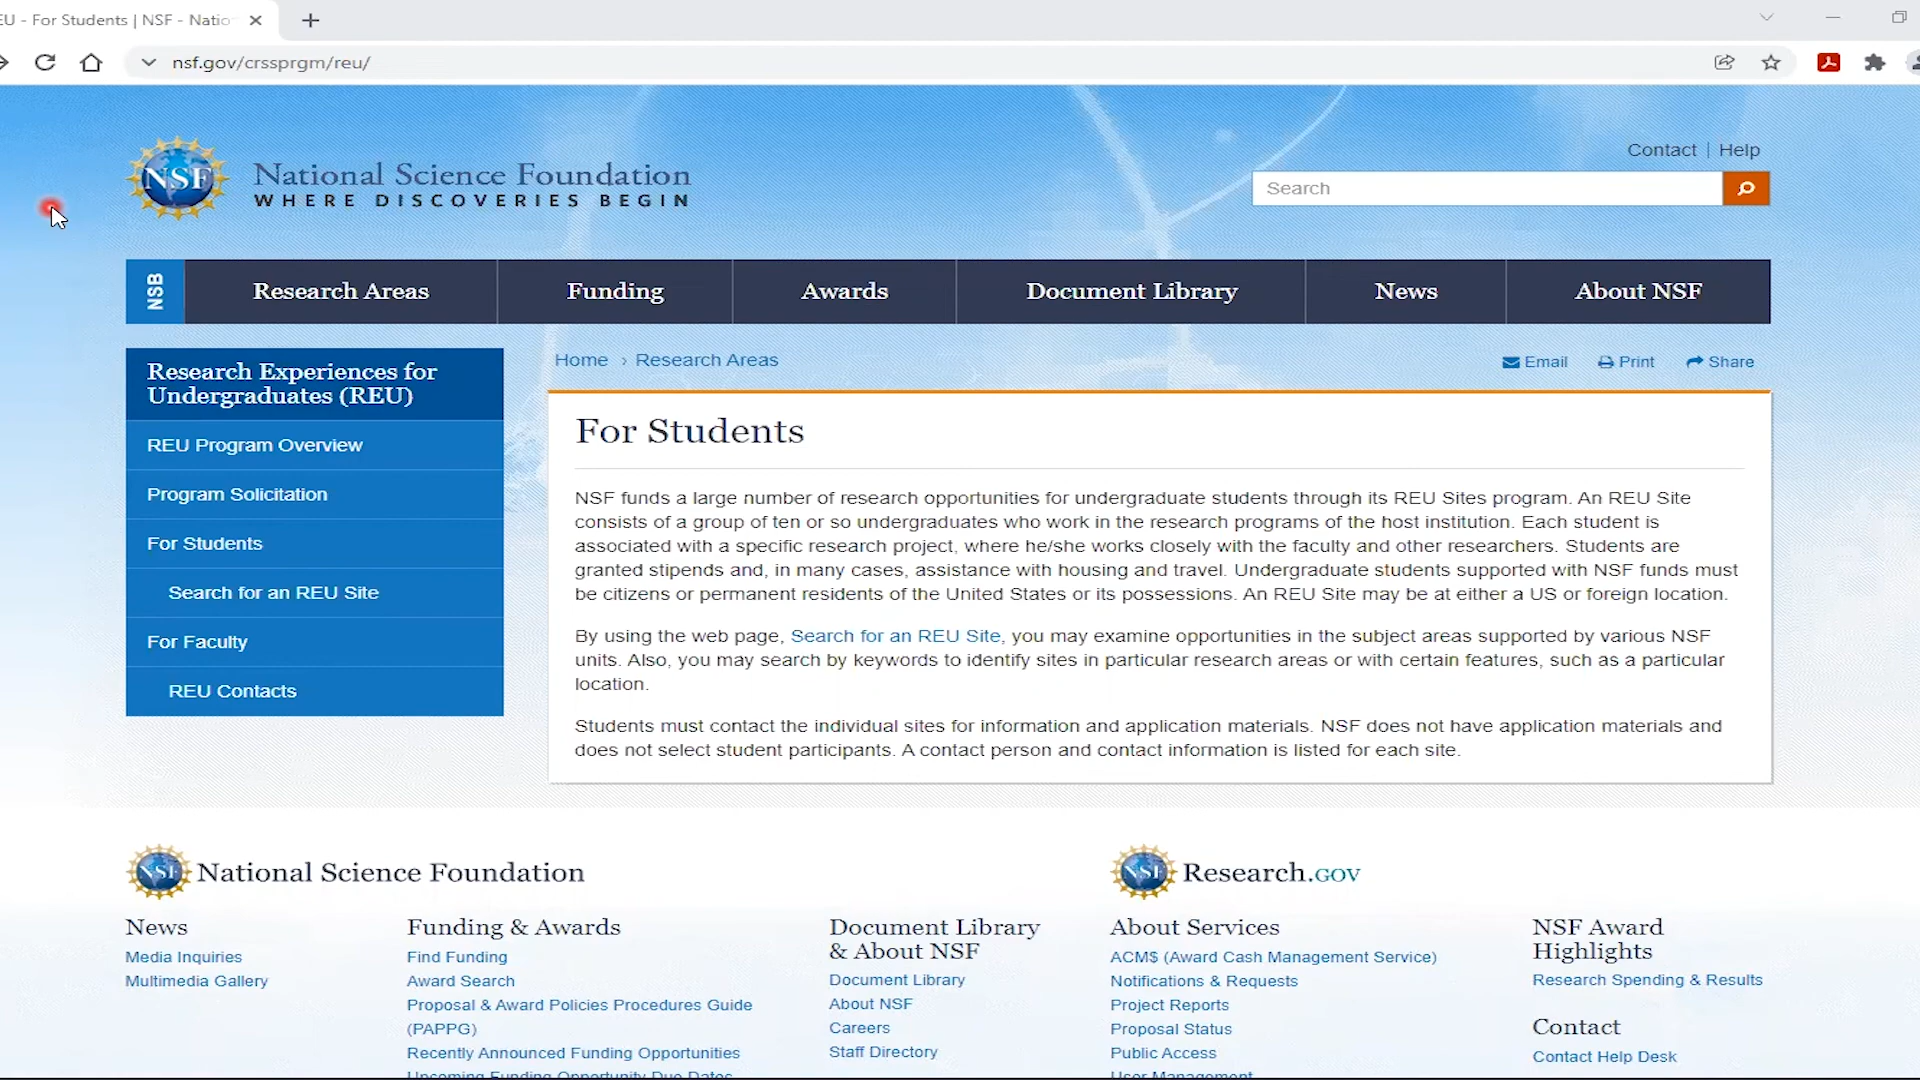 EU - For Students | NSF - Natio
nsf.gov/crssprgm/reu/
NSF
National Science Foundation
WHERE DISCOVERIES BEGIN
Contact | Help
Search
NSB
Research Areas
Funding
Awards
Document Library
News
About NSF
Research Experiences for
Undergraduates (REU)
REU Program Overview
Program Solicitation
For Students
Search for an REU Site
For Faculty
REU Contacts
Home › Research Areas
Email
Print
Share
For Students
NSF funds a large number of research opportunities for undergraduate students through its REU Sites program. An REU Site
consists of a group of ten or so undergraduates who work in the research programs of the host institution. Each student is
associated with a specific research project, where he/she works closely with the faculty and other researchers. Students are
granted stipends and, in many cases, assistance with housing and travel. Undergraduate students supported with NSF funds must
be citizens or permanent residents of the United States or its possessions. An REU Site may be at either a US or foreign location.
By using the web page, Search for an REU Site, you may examine opportunities in the subject areas supported by various NSF
units. Also, you may search by keywords to identify sites in particular research areas or with certain features, such as a particular
location.
Students must contact the individual sites for information and application materials. NSF does not have application materials and
does not select student participants. A contact person and contact information is listed for each site.
NSF
National Science Foundation
News
Media Inquiries
Multimedia Gallery
Funding & Awards
Find Funding
Award Search
Proposal & Award Policies Procedures Guide
(PAPPG)
Recently Announced Funding Opportunities
Upcoming Funding Opportunity Due Dates
Document Library
& About NSF
Document Library
About NSF
Careers
Staff Directory
NSF
Research.GOV
About Services
ACM$ (Award Cash Management Service)
Notifications & Requests
Project Reports
Proposal Status
Public Access
User Management
NSF Award
Highlights
Research Spending & Results
Contact
Contact Help Desk